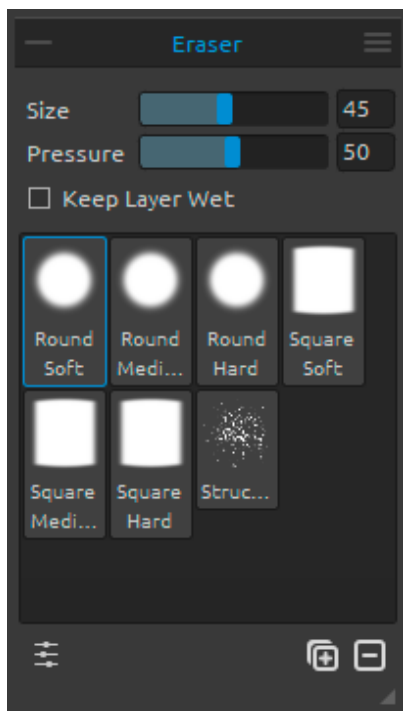 Eraser
Size 45
Pressure 50
Keep Layer Wet
Round Soft
Round Medi...
Round Hard
Square Soft
Square Medi...
Square Hard
Struc...